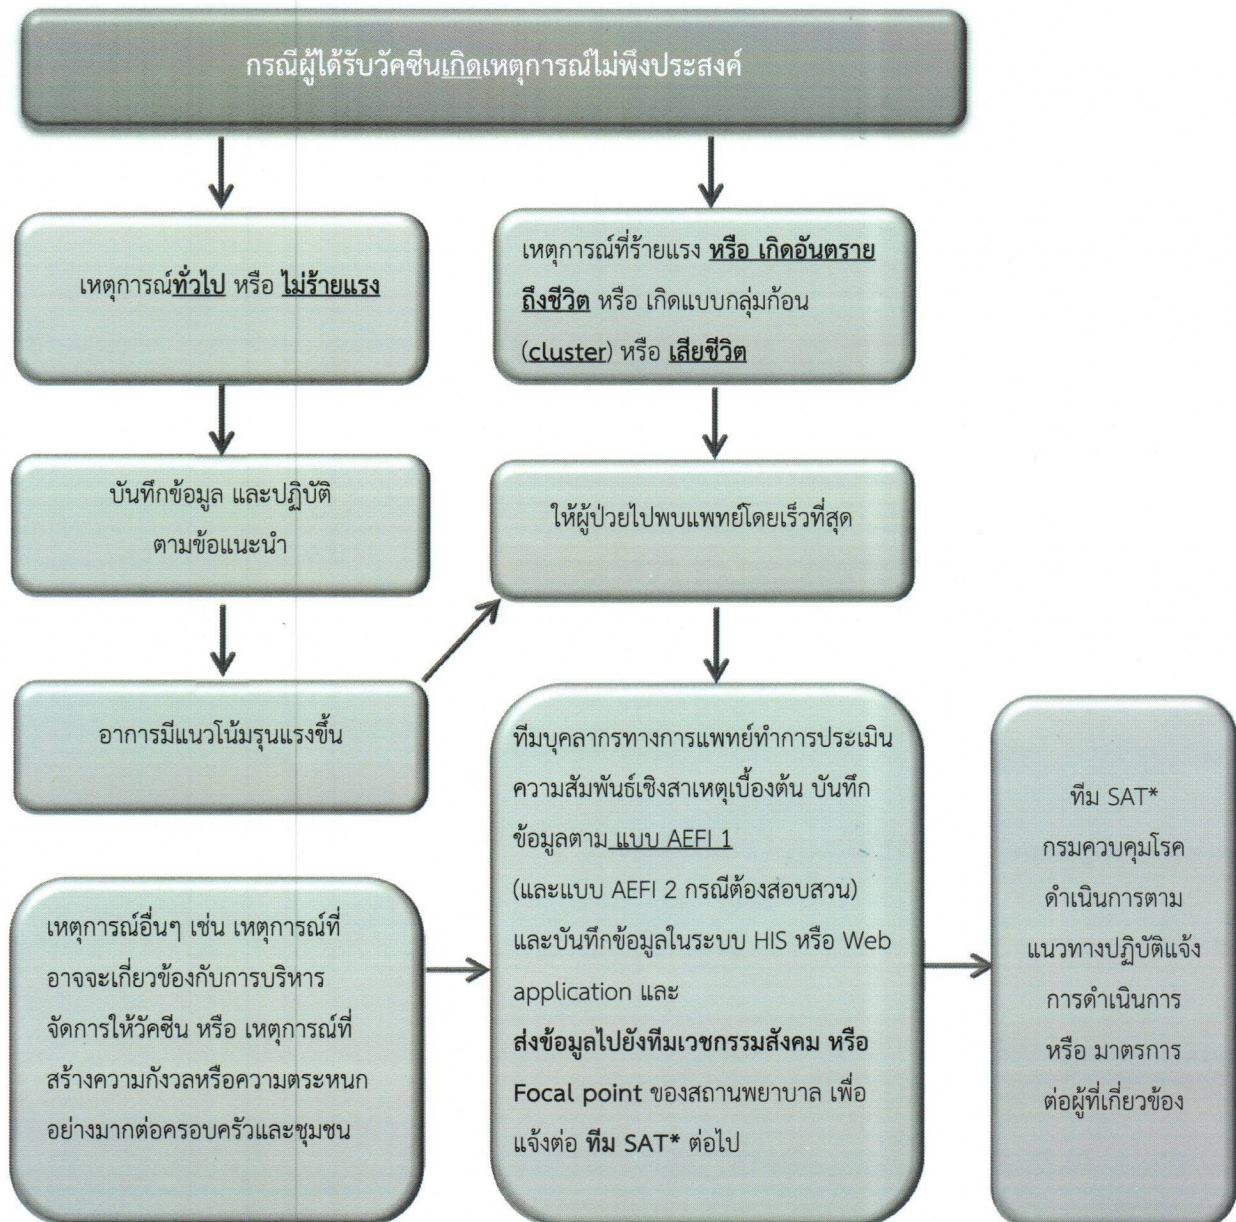 กรณีผู้ได้รับวัคซีนเกิดเหตุการณ์ไม่พึงประสงค์
เหตุการณ์ทั่วไป หรือ ไม่ร้ายแรง
เหตุการณ์ที่ร้ายแรง หรือ เกิดอันตราย
ถึงชีวิต หรือ เกิดแบบกลุ่มก้อน
(cluster) หรือ เสียชีวิต
บันทึกข้อมูล และปฏิบัติ
ตามข้อแนะนำ
ให้ผู้ป่วยไปพบแพทย์โดยเร็วที่สุด
อาการมีแนวโน้มรุนแรงขึ้น
เหตุการณ์อื่นๆ เช่น เหตุการณ์ที่
อาจจะเกี่ยวข้องกับการบริหาร
จัดการให้วัคซีน หรือ เหตุการณ์ที่
สร้างความกังวลหรือความตระหนก
อย่างมากต่อครอบครัวและชุมชน
ทีมบุคลากรทางการแพทย์ทำการประเมิน
ความสัมพันธ์เชิงสาเหตุเบื้องต้น บันทึก
ข้อมูลตาม แบบ AEFI 1
(และแบบ AEFI 2 กรณีต้องสอบสวน)
และบันทึกข้อมูลในระบบ HIS หรือ Web
application และ
ส่งข้อมูลไปยังทีมเวชกรรมสังคม หรือ
Focal point ของสถานพยาบาล เพื่อ
แจ้งต่อ ทีม SAT* ต่อไป
ทีม SAT*
กรมควบคุมโรค
ดำเนินการตาม
แนวทางปฏิบัติแจ้ง
การดำเนินการ
หรือ มาตรการ
ต่อผู้ที่เกี่ยวข้อง